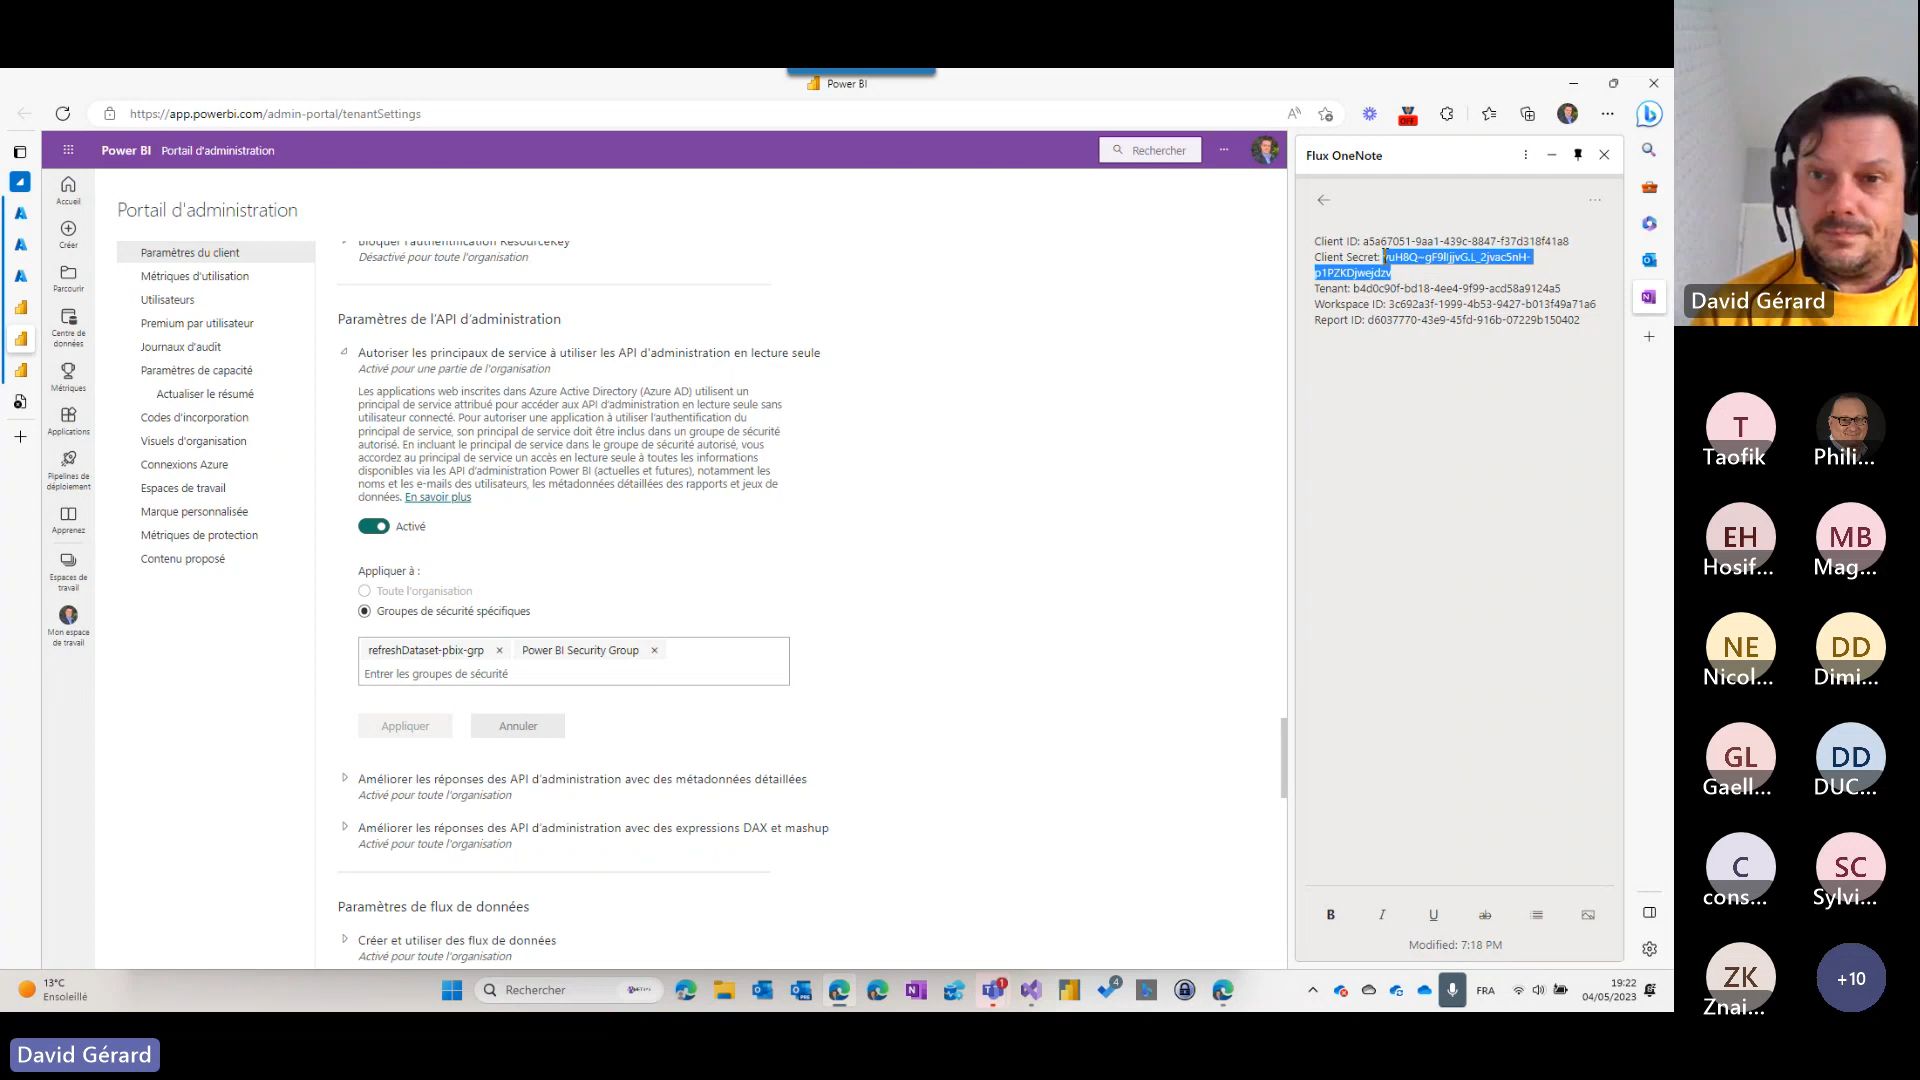 Power BI
https://app.powerbi.com/admin-portal/tenantSettings
OFF
Power BI Portail d'administration
Rechercher
Accueil
Créer
Parcourir
Centre de
données
Métriques
Applications
Pipelines de
déploiement
Apprenez
Espaces de
travail
Mon espace
de travail
Portail d'administration
Paramètres du client
Métriques d'utilisation
Utilisateurs
Premium par utilisateur
Journaux d'audit
Paramètres de capacité
Actualiser le résumé
Codes d'incorporation
Visuels d'organisation
Connexions Azure
Espaces de travail
Marque personnalisée
Métriques de protection
Contenu proposé
Bloquer l'authentification ResourceKey
Désactivé pour toute l'organisation
Paramètres de l'API d'administration
Autoriser les principaux de service à utiliser les API d'administration en lecture seule
Activé pour une partie de l'organisation
Les applications web inscrites dans Azure Active Directory (Azure AD) utilisent un
principal de service attribué pour accéder aux API d'administration en lecture seule sans
utilisateur connecté. Pour autoriser une application à utiliser l'authentification du
principal de service, son principal de service doit être inclus dans un groupe de sécurité
autorisé. En incluant le principal de service dans le groupe de sécurité autorisé, vous
accordez au principal de service un accès en lecture seule à toutes les informations
disponibles via les API d'administration Power BI (actuelles et futures), notamment les
noms et les e-mails des utilisateurs, les métadonnées détaillées des rapports et jeux de
données. En savoir plus
Activé
Appliquer à :
Toute l'organisation
Groupes de sécurité spécifiques
refreshDataset-pbix-grp
Power BI Security Group
Entrer les groupes de sécurité
Appliquer
Annuler
Améliorer les réponses des API d'administration avec des métadonnées détaillées
Activé pour toute l'organisation
Améliorer les réponses des API d'administration avec des expressions DAX et mashup
Activé pour toute l'organisation
Paramètres de flux de données
Créer et utiliser des flux de données
Activé pour toute l'organisation
Flux OneNote
Client ID: a5a67051-9aa1-439c-8847-f37d318f41a8
Client Secret:
Tenant: b4d0c90f-bd18-4ee4-9f99-acd58a9124a5
Workspace ID: 3c692a3f-1999-4b53-9427-b013f49a71a6
Report ID: d6037770-43e9-45fd-916b-07229b150402
B I U ab
Modified: 7:18 PM
13°C
Ensoleillé
Rechercher
1
4
FRA
19:22
04/05/2023
David Gérard
T
Taofik
Phili...
EH
Hosif...
MB
Mag...
NE
Nicol...
DD
Dimi...
GL
Gaell...
DD
DUC...
C
cons...
SC
Sylvi...
ZK
Znai...
+10
David Gérard